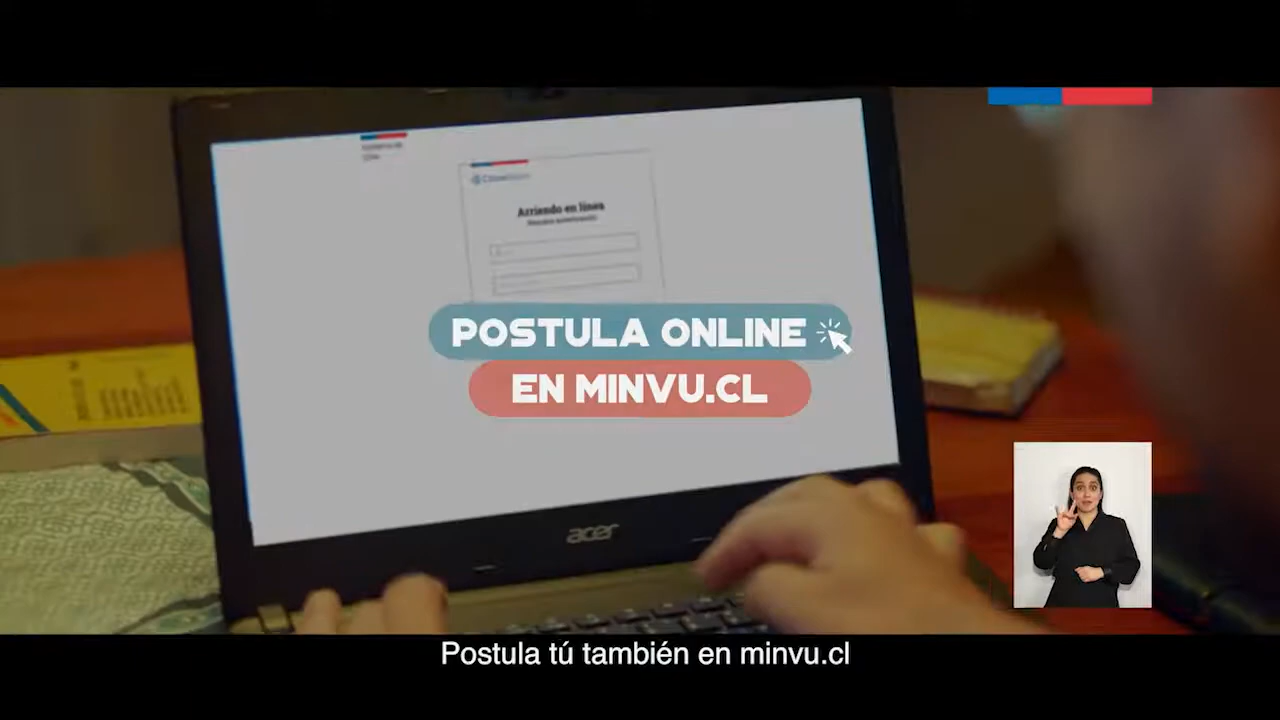 Arriendo en línea
POSTULA ONLINE
EN MINVU.CL
acer
Postula tú también en minvu.cl